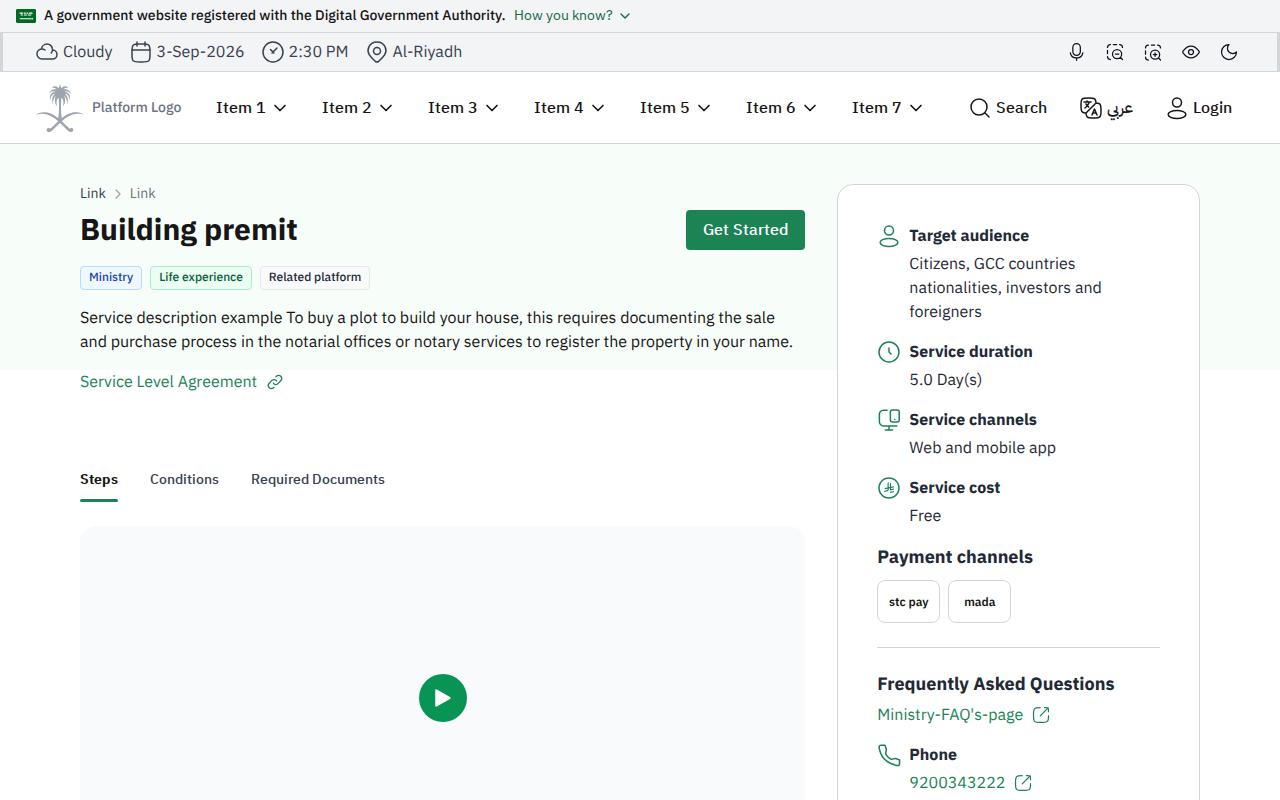 A government website registered with the Digital Government Authority. How you know?
Cloudy 3-Sep-2026 2:30 PM Al-Riyadh
Platform Logo Item 1 Item 2 Item 3 Item 4 Item 5 Item 6 Item 7 Search عربي Login
Link Link
Building premit
Get Started
Ministry Life experience Related platform
Service description example To buy a plot to build your house, this requires documenting the sale
and purchase process in the notarial offices or notary services to register the property in your name.
Service Level Agreement
Steps Conditions Required Documents
Target audience
Citizens, GCC countries
nationalities, investors and
foreigners
Service duration
5.0 Day(s)
Service channels
Web and mobile app
Service cost
Free
Payment channels
stc pay mada
Frequently Asked Questions
Ministry-FAQ's-page
Phone
9200343222